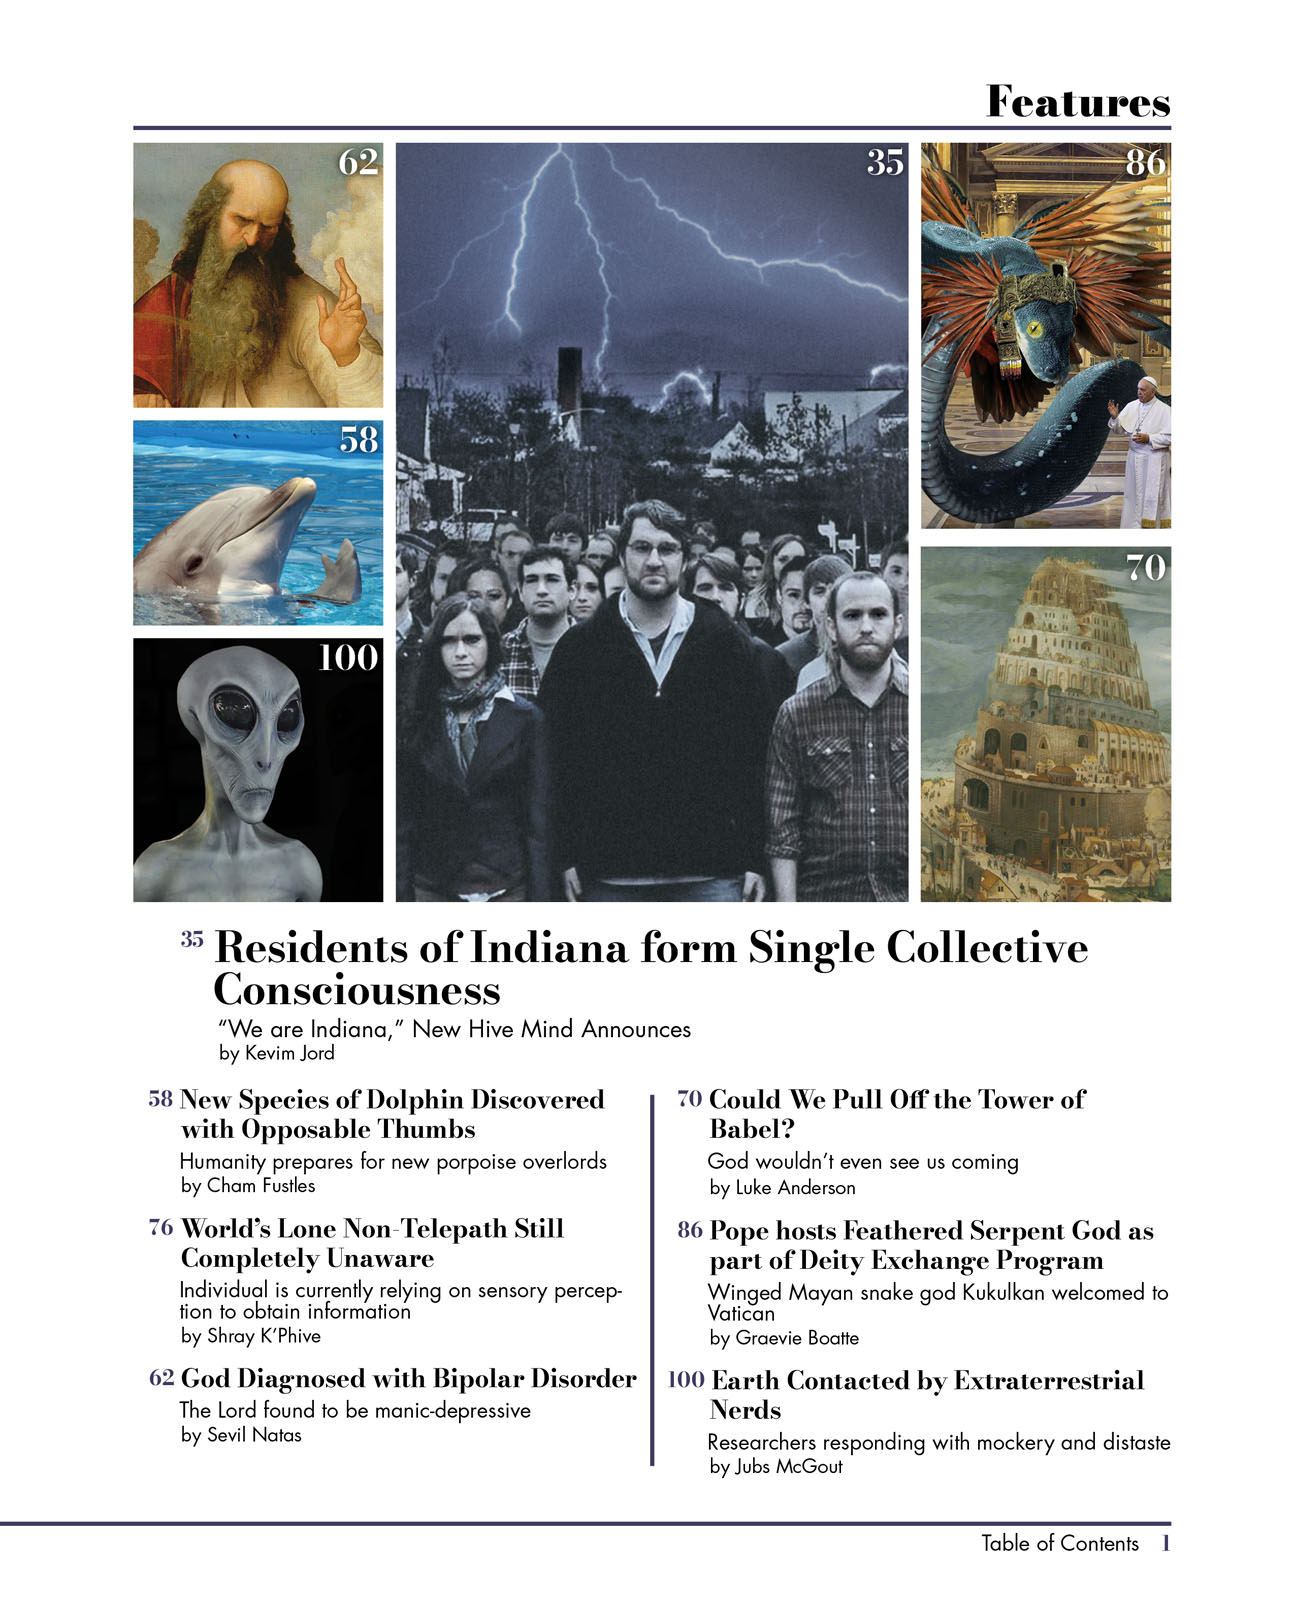 Features
62
35
86
58
70
100
35 Residents of Indiana form Single Collective
Consciousness
“We are Indiana,” New Hive Mind Announces
by Kevim Jord
58 New Species of Dolphin Discovered
with Opposable Thumbs
Humanity prepares for new porpoise overlords
by Cham Fustles
76 World’s Lone Non-Telepath Still
Completely Unaware
Individual is currently relying on sensory percep-
tion to obtain information
by Shray K’Phive
62 God Diagnosed with Bipolar Disorder
The Lord found to be manic-depressive
by Sevil Natas
70 Could We Pull Off the Tower of
Babel?
God wouldn’t even see us coming
by Luke Anderson
86 Pope hosts Feathered Serpent God as
part of Deity Exchange Program
Winged Mayan snake god Kukulkan welcomed to
Vatican
by Graevie Boatte
100 Earth Contacted by Extraterrestrial
Nerds
Researchers responding with mockery and distaste
by Jubs McGout
Table of Contents 1